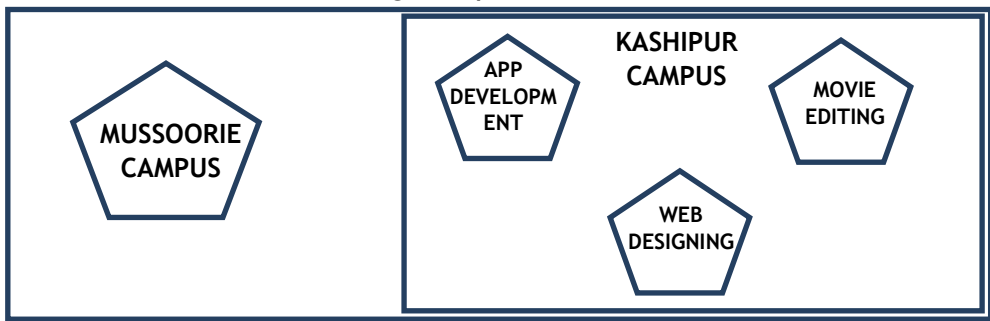 MUSSOORIE
CAMPUS
APP
DEVELOPM
ENT
KASHIPUR
CAMPUS
MOVIE
EDITING
WEB
DESIGNING